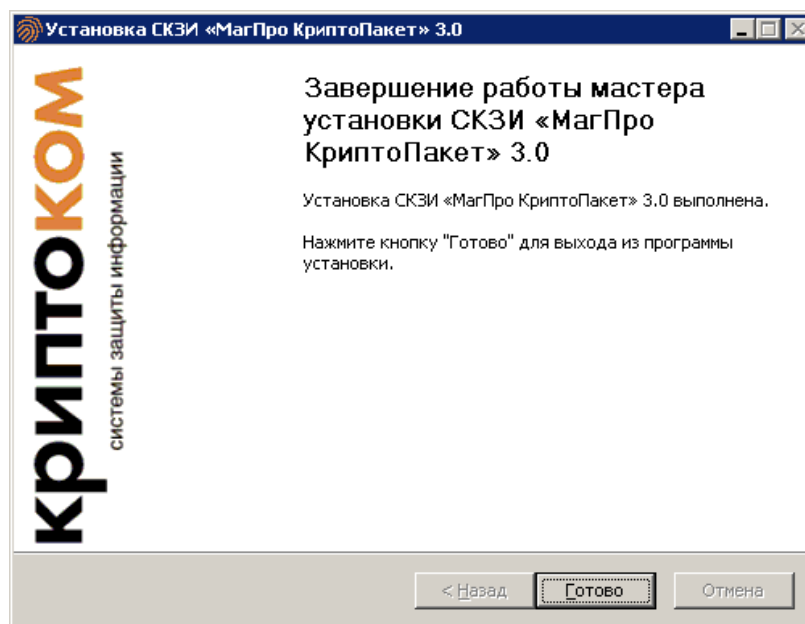 Установка СКЗИ «МагПро КриптоПакет» 3.0
криптоком
системы защиты информации
Завершение работы мастера
установки СКЗИ «МагПро
КриптоПакет» 3.0
Установка СКЗИ «МагПро КриптоПакет» 3.0 выполнена.
Нажмите кнопку "Готово" для выхода из программы
установки.
< Назад
Готово
Отмена